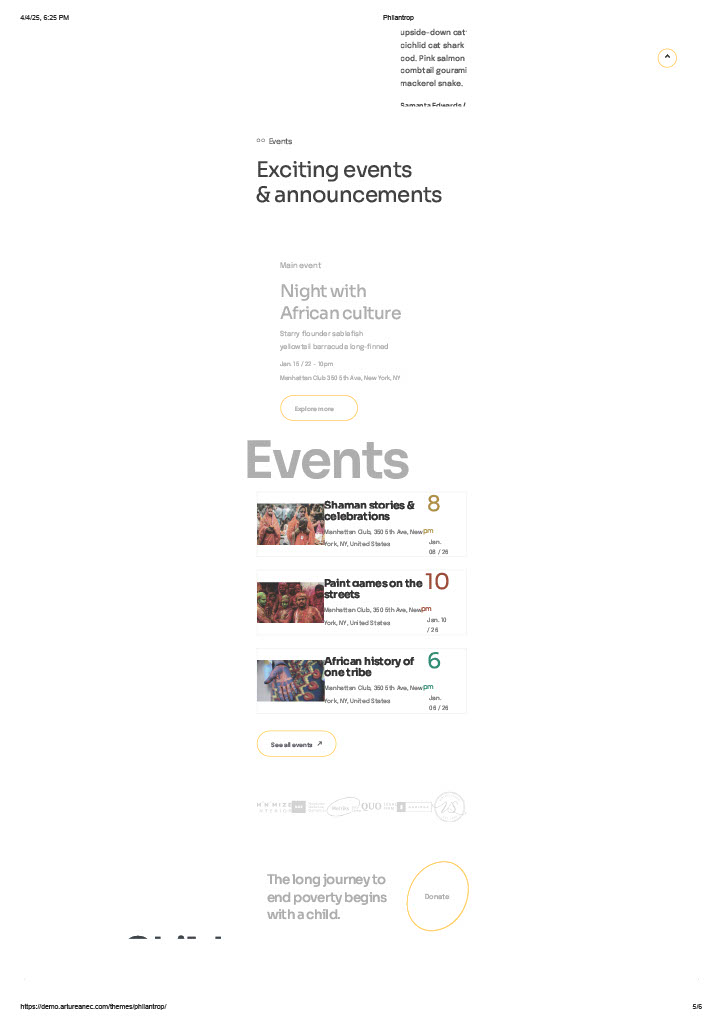 4/4/25, 6:25 PM
Philantrop
upside-down cat
cichlid cat shark
cod. Pink salmon
combtail gourami
mackerel snake.
Samanta Edwards /
Events
Exciting events
& announcements
Main event
Night with
African culture
Starry flounder sablefish
yellowtail barracuda long-finned
Jan. 15 / 22 - 10pm
Manhattan Club 350 5th Ave, New York, NY
Explore more
Events
Shaman stories &
celebrations
Manhattan Club, 350 5th Ave, New
York, NY, United States
8
pm
Jan.
08 / 26
Paint games on the
streets
Manhattan Club, 350 5th Ave, New
York, NY, United States
10
pm
Jan. 10
/ 26
African history of
one tribe
Manhattan Club, 350 5th Ave, New
York, NY, United States
6
pm
Jan.
06 / 26
See all events
QUO
VS
The long journey to
end poverty begins
with a child.
Donate
https://demo.artureanec.com/themes/philantrop/
5/6